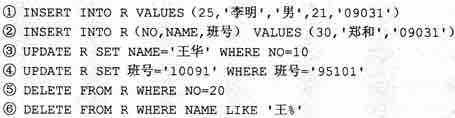 ① INSERT INTO R VALUES (25,'李明','男',21,'09031')
② INSERT INTO R(NO,NAME,班号) VALUES (30,'郑和','09031')
③ UPDATE R SET NAME='王华' WHERE NO=10
④ UPDATE R SET 班号='10091' WHERE 班号='95101'
⑤ DELETE FROM R WHERE NO=20
⑥ DELETE FROM R WHERE NAME LIKE '王%'